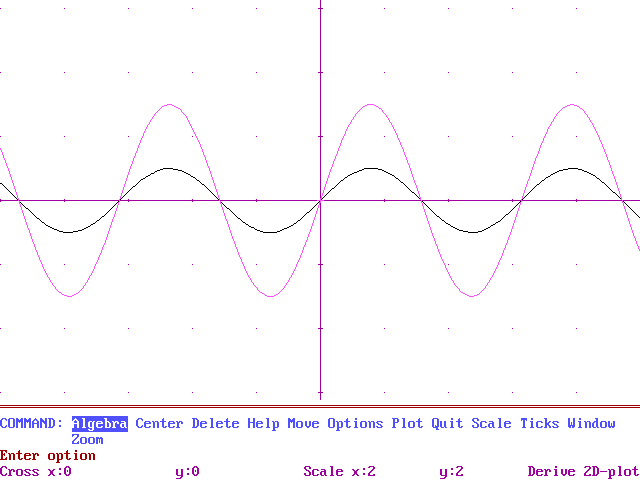 COMMAND: Algebra Center Delete Help Move Options Plot Quit Scale Ticks Window
Zoom
Enter option
Cross x:0 y:0 Scale x:2 y:2 Derive 2D-plot